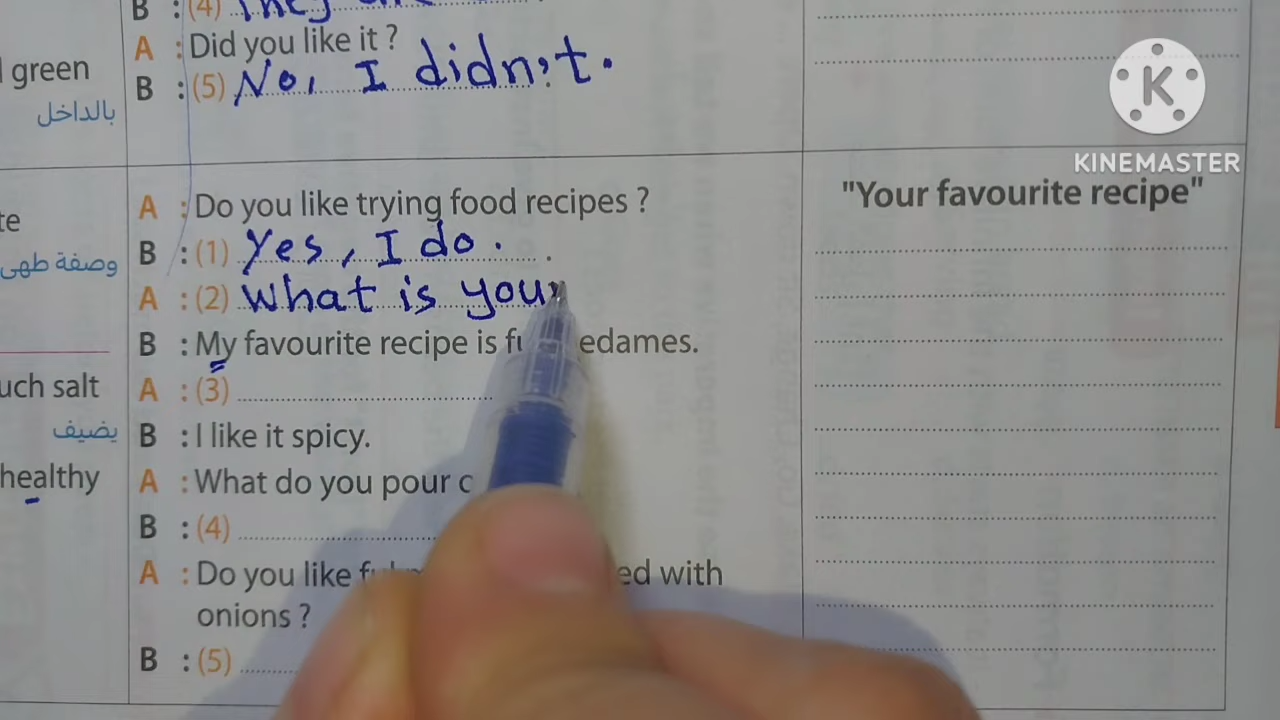 B : (4) They are
A : Did you like it ?
B : (5) No, I didn't.
green
بالداخل
A : Do you like trying food recipes ?
B : (1) Yes, I do.
A : (2) What is your
B : My favourite recipe is edames.
A : (3)
B : I like it spicy.
A : What do you pour
B : (4)
A : Do you like ed with
onions ?
B : (5)
te
وصفة طهى
uch salt
يضيف
healthy
"Your favourite recipe"
K
KINEMASTER